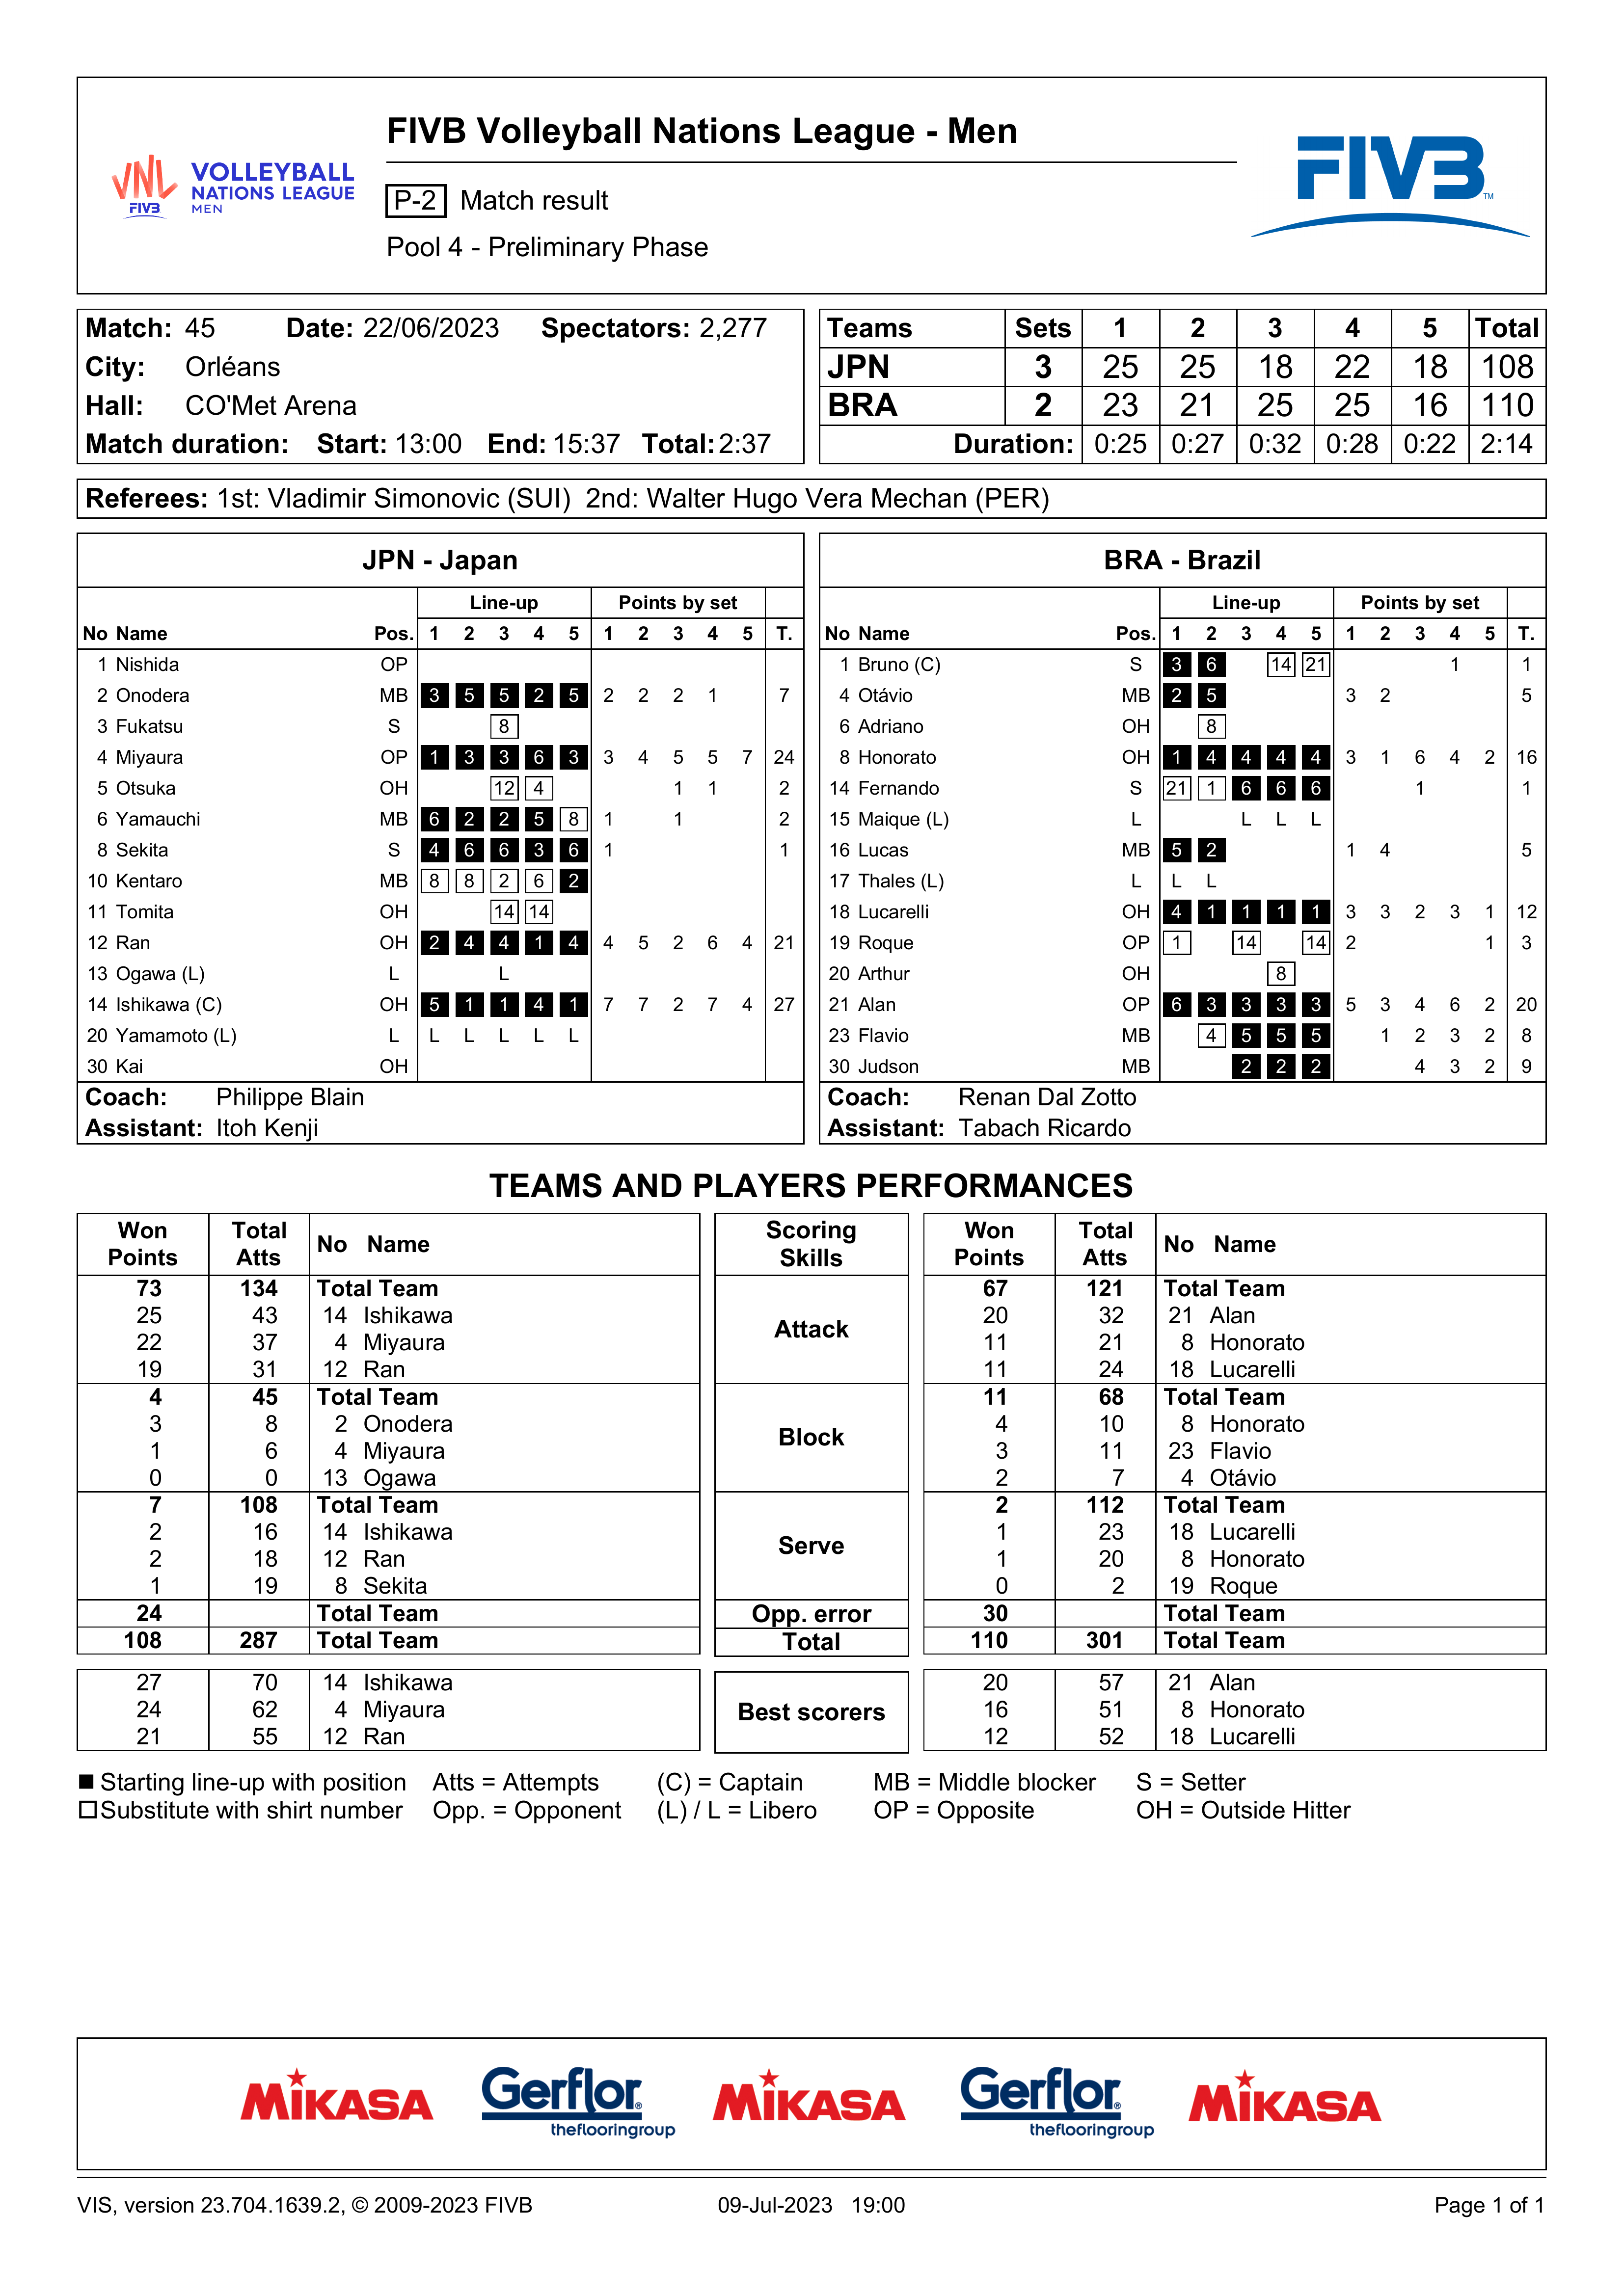 FIVB Volleyball Nations League - Men
VNL FIVB
VOLLEYBALL
NATIONS LEAGUE
MEN
P-2 Match result
Pool 4 - Preliminary Phase
FIVB TM
Match: 45 Date: 22/06/2023 Spectators: 2,277
City: Orléans
Hall: CO'Met Arena
Match duration: Start: 13:00 End: 15:37 Total: 2:37
Teams Sets 1 2 3 4 5 Total
JPN 3 25 25 18 22 18 108
BRA 2 23 21 25 25 16 110
Duration: 0:25 0:27 0:32 0:28 0:22 2:14
Referees: 1st: Vladimir Simonovic (SUI) 2nd: Walter Hugo Vera Mechan (PER)
JPN - Japan
Line-up Points by set
No Name Pos. 1 2 3 4 5 1 2 3 4 5 T.
1 Nishida OP
2 Onodera MB 3 5 5 2 5 2 2 2 1 7
3 Fukatsu S 8
4 Miyaura OP 1 3 3 6 3 3 4 5 5 7 24
5 Otsuka OH 12 4 1 1 2
6 Yamauchi MB 6 2 2 5 8 1 1 2
8 Sekita S 4 6 6 3 6 1 1
10 Kentaro MB 8 8 2 6 2
11 Tomita OH 14 14
12 Ran OH 2 4 4 1 4 4 5 2 6 4 21
13 Ogawa (L) L L
14 Ishikawa (C) OH 5 1 1 4 1 7 7 2 7 4 27
20 Yamamoto (L) L L L L L L
30 Kai OH
Coach: Philippe Blain
Assistant: Itoh Kenji
BRA - Brazil
Line-up Points by set
No Name Pos. 1 2 3 4 5 1 2 3 4 5 T.
1 Bruno (C) S 3 6 14 21 1 1
4 Otávio MB 2 5 3 2 5
6 Adriano OH 8
8 Honorato OH 1 4 4 4 4 3 1 6 4 2 16
14 Fernando S 21 1 6 6 6 1 1
15 Maique (L) L L L L
16 Lucas MB 5 2 1 4 5
17 Thales (L) L L L
18 Lucarelli OH 4 1 1 1 1 3 3 2 3 1 12
19 Roque OP 1 14 14 2 1 3
20 Arthur OH 8
21 Alan OP 6 3 3 3 3 5 3 4 6 2 20
23 Flavio MB 4 5 5 5 1 2 3 2 8
30 Judson MB 2 2 2 4 3 2 9
Coach: Renan Dal Zotto
Assistant: Tabach Ricardo
TEAMS AND PLAYERS PERFORMANCES
Won Points Total Atts No Name Scoring Skills Won Points Total Atts No Name
73 134 Total Team Attack 67 121 Total Team
25 43 14 Ishikawa 20 32 21 Alan
22 37 4 Miyaura 11 21 8 Honorato
19 31 12 Ran 11 24 18 Lucarelli
4 45 Total Team Block 11 68 Total Team
3 8 2 Onodera 4 10 8 Honorato
1 6 4 Miyaura 3 11 23 Flavio
0 0 13 Ogawa 2 7 4 Otávio
7 108 Total Team Serve 2 112 Total Team
2 16 14 Ishikawa 1 23 18 Lucarelli
2 18 12 Ran 1 20 8 Honorato
1 19 8 Sekita 0 2 19 Roque
24 Total Team Opp. error 30 Total Team
108 287 Total Team Total 110 301 Total Team
27 70 14 Ishikawa Best scorers 20 57 21 Alan
24 62 4 Miyaura 16 51 8 Honorato
21 55 12 Ran 12 52 18 Lucarelli
Starting line-up with position Atts = Attempts (C) = Captain MB = Middle blocker S = Setter
Substitute with shirt number Opp. = Opponent (L) / L = Libero OP = Opposite OH = Outside Hitter
MIKASA Gerflor® theflooringgroup MIKASA Gerflor® theflooringgroup MIKASA
VIS, version 23.704.1639.2, © 2009-2023 FIVB 09-Jul-2023 19:00 Page 1 of 1